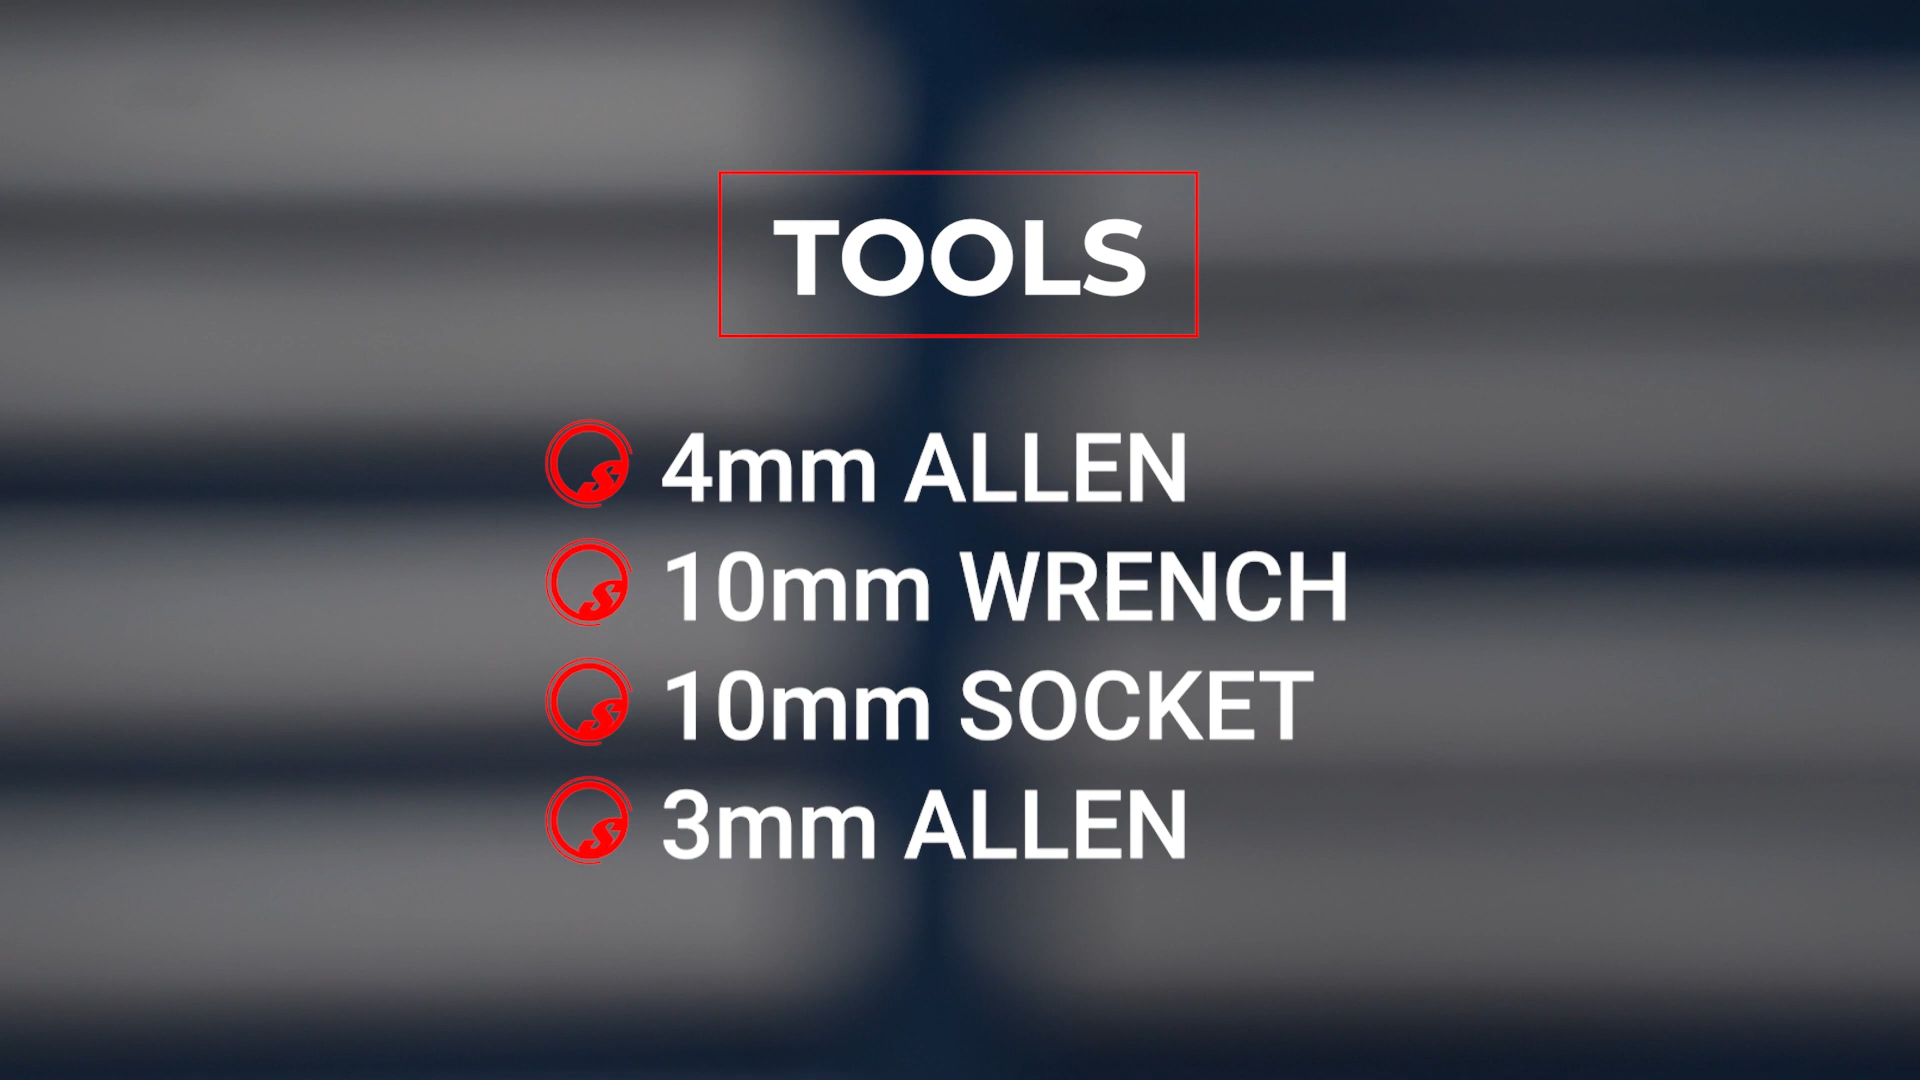 TOOLS
4mm ALLEN
10mm WRENCH
10mm SOCKET
3mm ALLEN